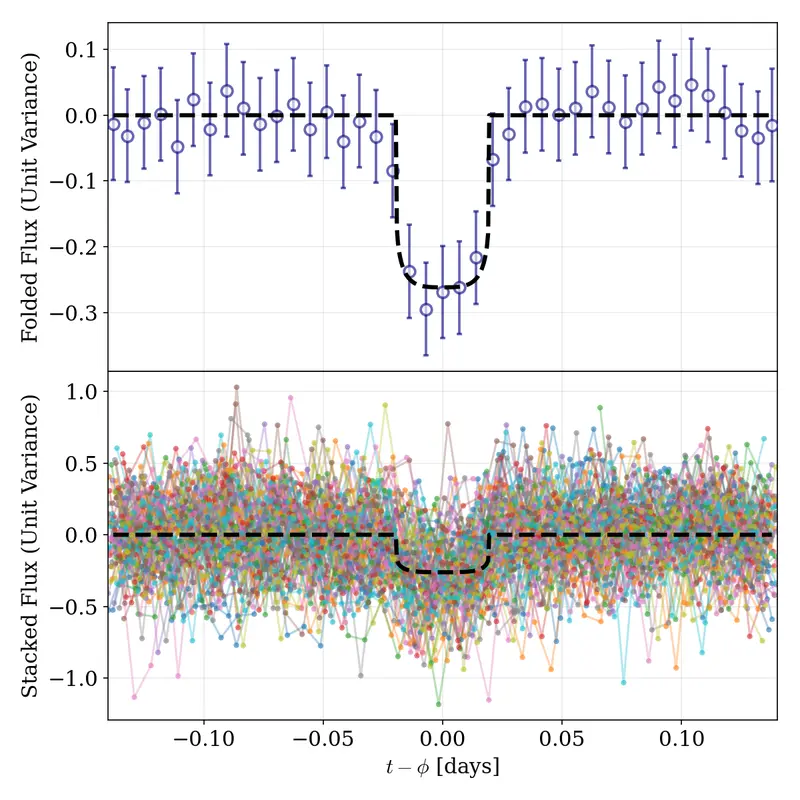 Folded Flux (Unit Variance)
0.1
0.0
−0.1
−0.2
−0.3
Stacked Flux (Unit Variance)
1.0
0.5
0.0
−0.5
−1.0
−0.10 −0.05 0.00 0.05 0.10
t − ϕ [days]